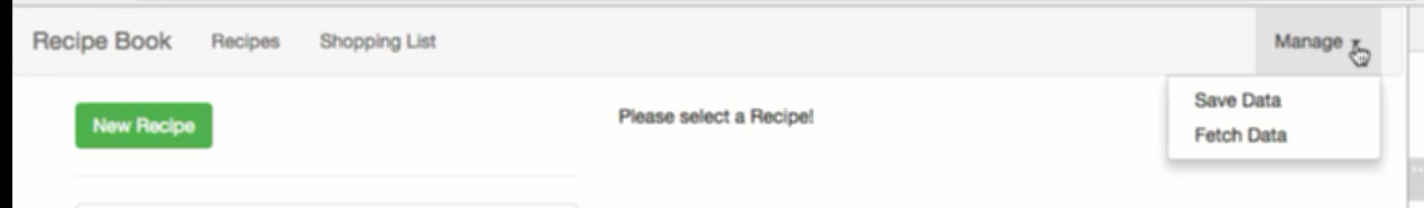 Recipe Book Recipes Shopping List Manage
Save Data
Fetch Data
New Recipe
Please select a Recipe!